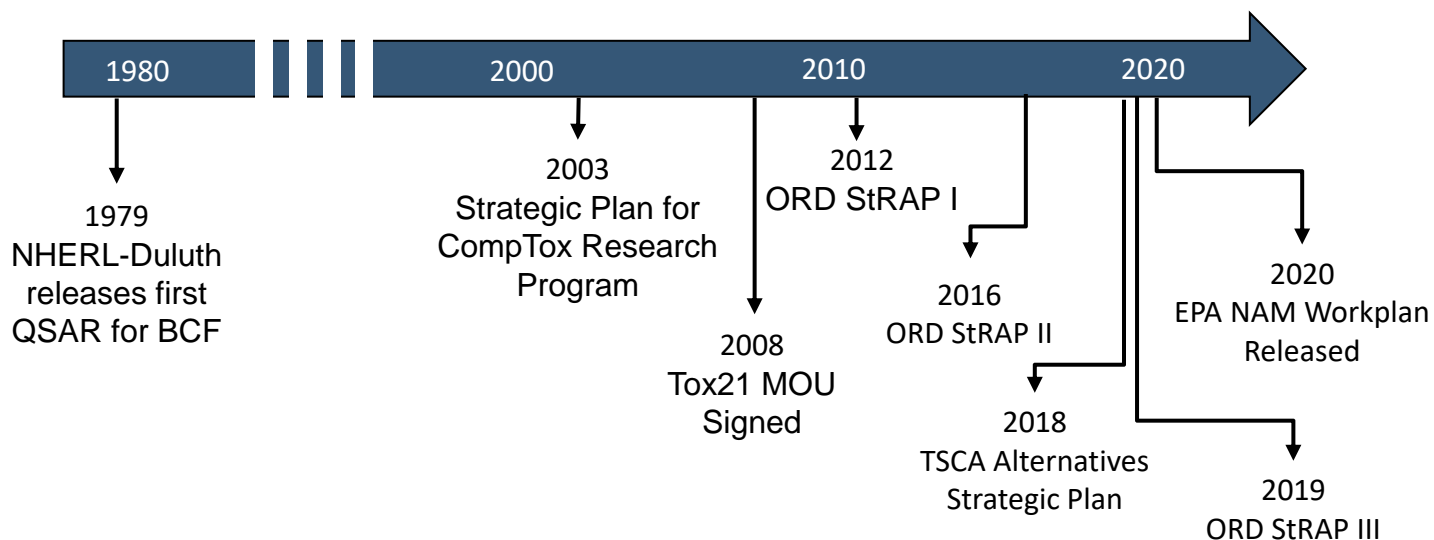 1980
2000
2010
2020
1979
NHERL-Duluth
releases first
QSAR for BCF
2003
Strategic Plan for
CompTox Research
Program
2008
Tox21 MOU
Signed
2012
ORD StRAP I
2016
ORD StRAP II
2018
TSCA Alternatives
Strategic Plan
2019
ORD StRAP III
2020
EPA NAM Workplan
Released